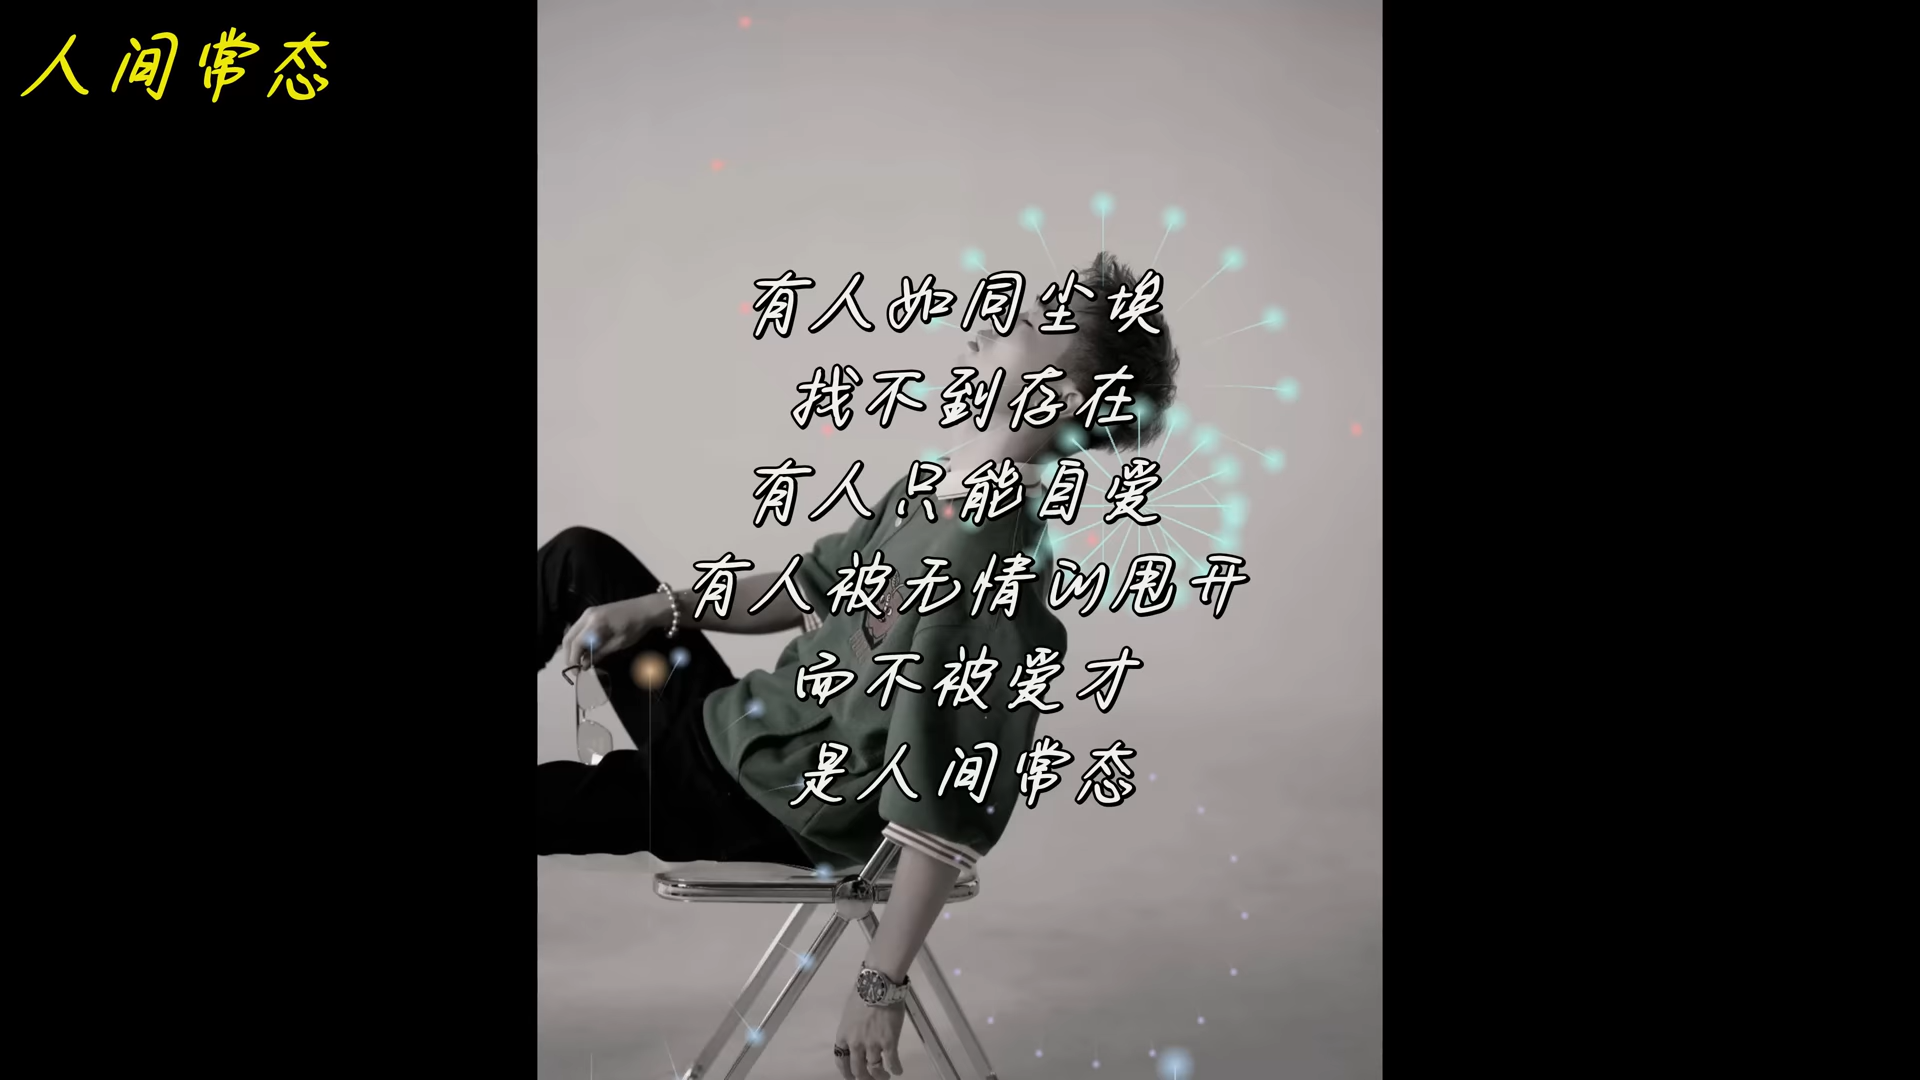 人间常态
有人如同尘埃
找不到存在
有人只能自爱
有人被无情的甩开
而不被爱才
是人间常态